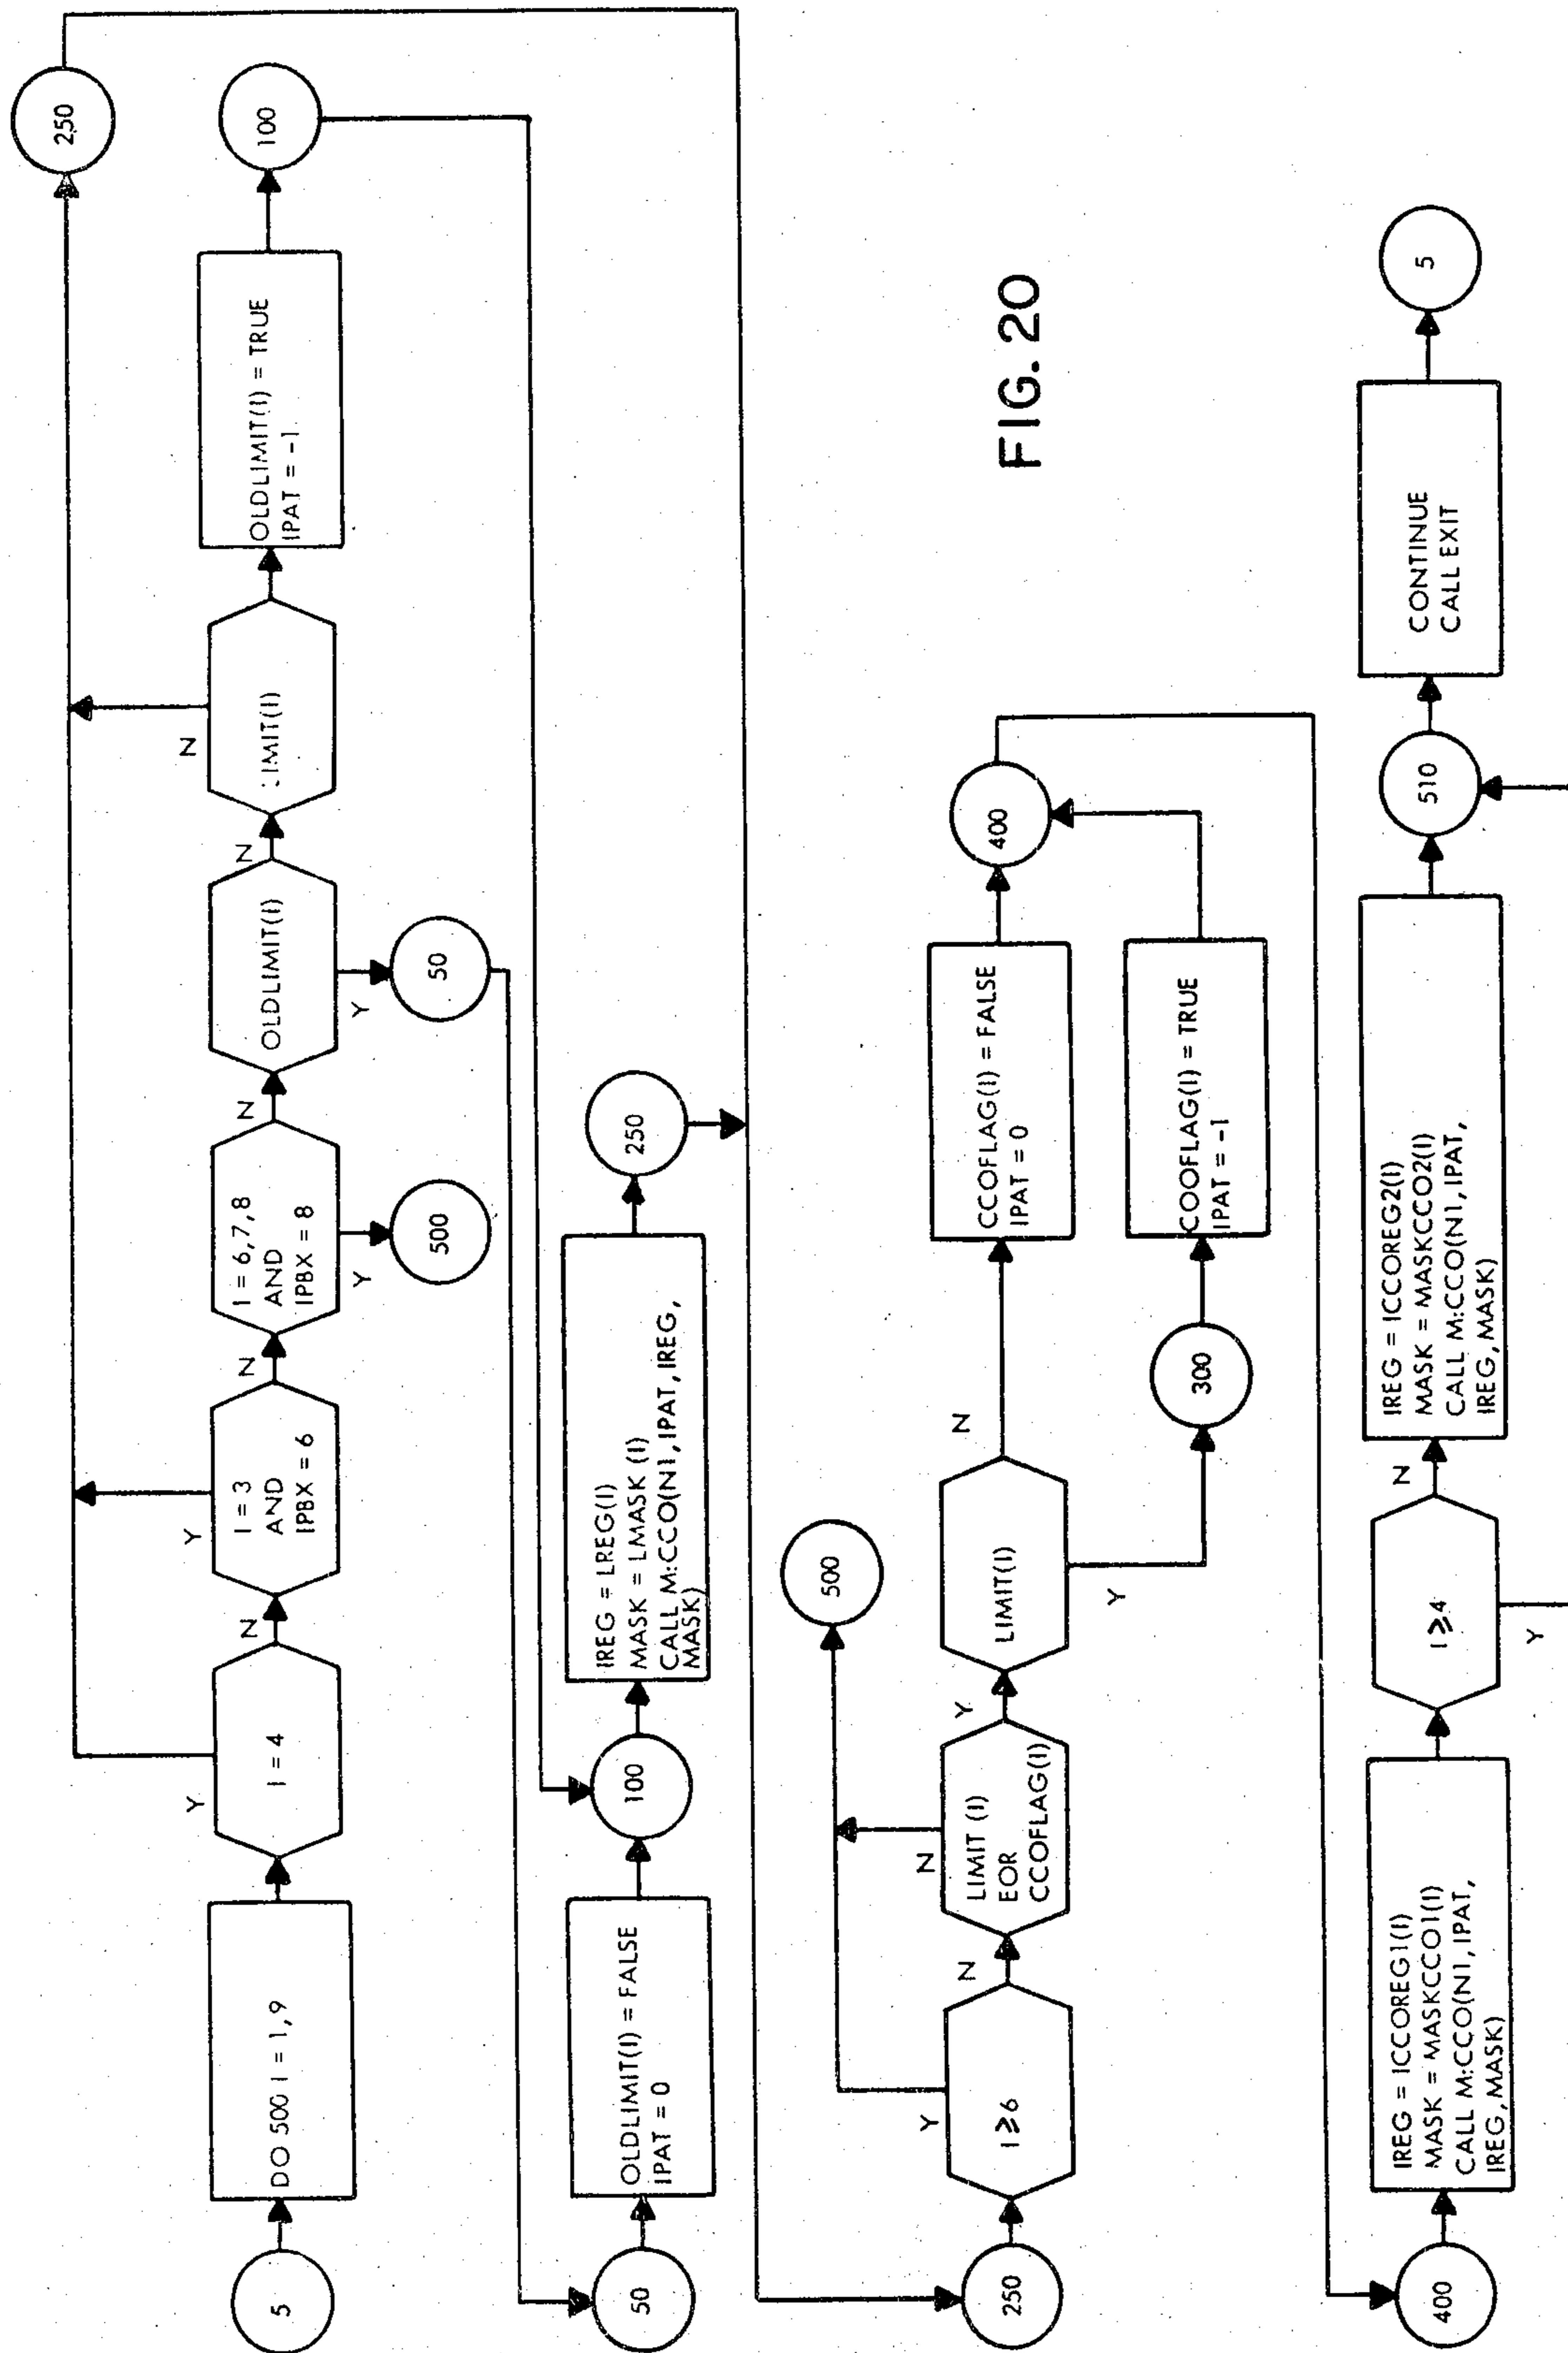 5
DO 500 I = 1,9
Y
I = 4
N
Y
I = 3
AND
IPBX = 6
N
I = 6,7,8
AND
IPBX = 8
Y
500
N
OLDLIMIT(I)
Y
50
N
LIMIT(I)
N
OLDLIMIT(I) = TRUE
IPAT = -1
100
250
50
OLDLIMIT(I) = FALSE
IPAT = 0
100
IREG = LREG(I)
MASK = LMASK (I)
CALL M:CCO(N1, IPAT, IREG,
MASK)
250
250
Y
I ≥ 6
N
500
N
LIMIT (I)
EOR
CCOFLAG(I)
Y
LIMIT(I)
Y
N
300
CCOFLAG(I) = FALSE
IPAT = 0
COOFLAG(I) = TRUE
IPAT = -1
400
FIG. 20
400
IREG = ICCOREG1(I)
MASK = MASKCCO1(I)
CALL M:CCO(N1, IPAT,
IREG, MASK)
I ≥ 4
Y
N
IREG = ICCOREG2(I)
MASK = MASKCCO2(I)
CALL M:CCO(N1, IPAT,
IREG, MASK)
510
CONTINUE
CALL EXIT
5